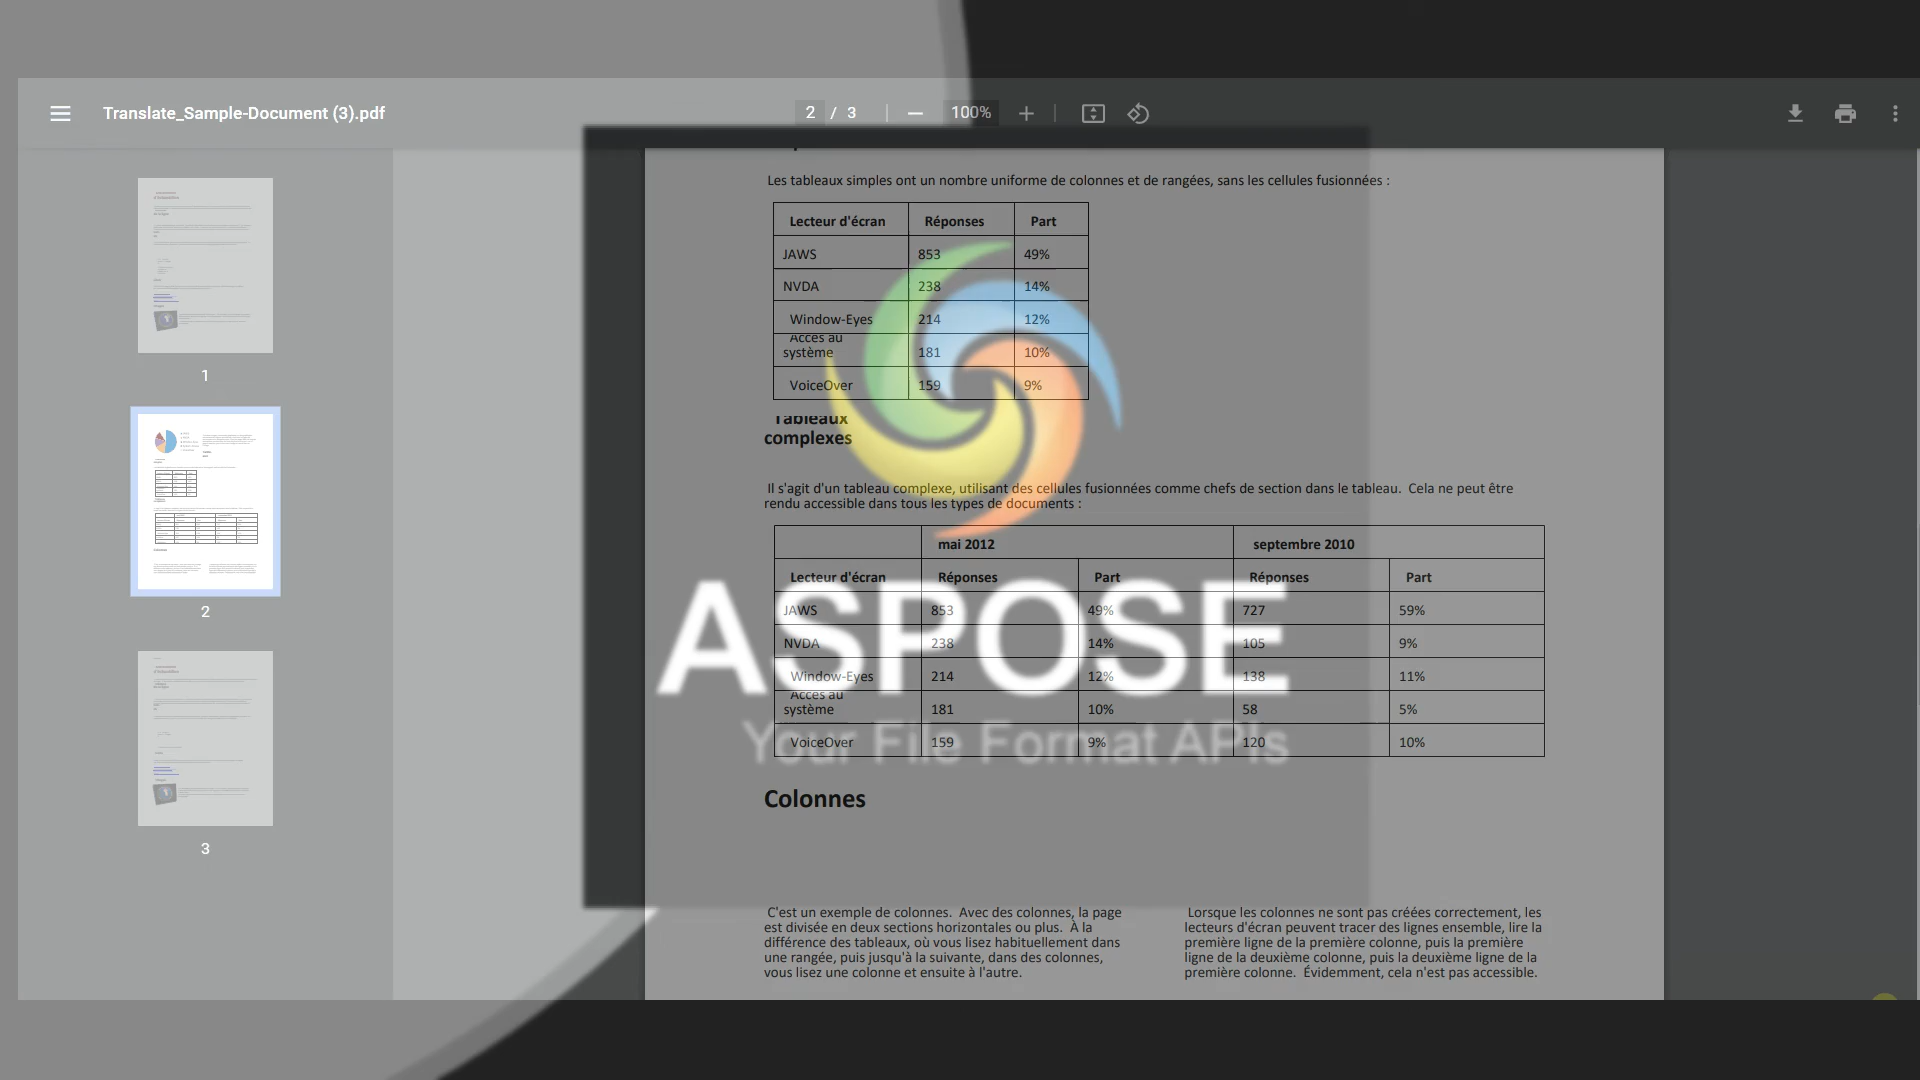 Translate_Sample-Document (3).pdf
2 / 3
100%
1
2
3
Les tableaux simples ont un nombre uniforme de colonnes et de rangées, sans les cellules fusionnées :
Lecteur d'écran Réponses Part
JAWS 853 49%
NVDA 238 14%
Window-Eyes 214 12%
Accès au
système 181 10%
VoiceOver 159 9%
Tableaux
complexes
Il s'agit d'un tableau complexe, utilisant des cellules fusionnées comme chefs de section dans le tableau. Cela ne peut être
rendu accessible dans tous les types de documents :
mai 2012 septembre 2010
Lecteur d'écran Réponses Part Réponses Part
JAWS 853 49% 727 59%
NVDA 238 14% 105 9%
Window-Eyes 214 12% 138 11%
Accès au
système 181 10% 58 5%
VoiceOver 159 9% 120 10%
ASPOSE
Your File Format APIs
Colonnes
C'est un exemple de colonnes. Avec des colonnes, la page
est divisée en deux sections horizontales ou plus. À la
différence des tableaux, où vous lisez habituellement dans
une rangée, puis jusqu'à la suivante, dans des colonnes,
vous lisez une colonne et ensuite à l'autre.
Lorsque les colonnes ne sont pas créées correctement, les
lecteurs d'écran peuvent tracer des lignes ensemble, lire la
première ligne de la première colonne, puis la première
ligne de la deuxième colonne, puis la deuxième ligne de la
première colonne. Évidemment, cela n'est pas accessible.